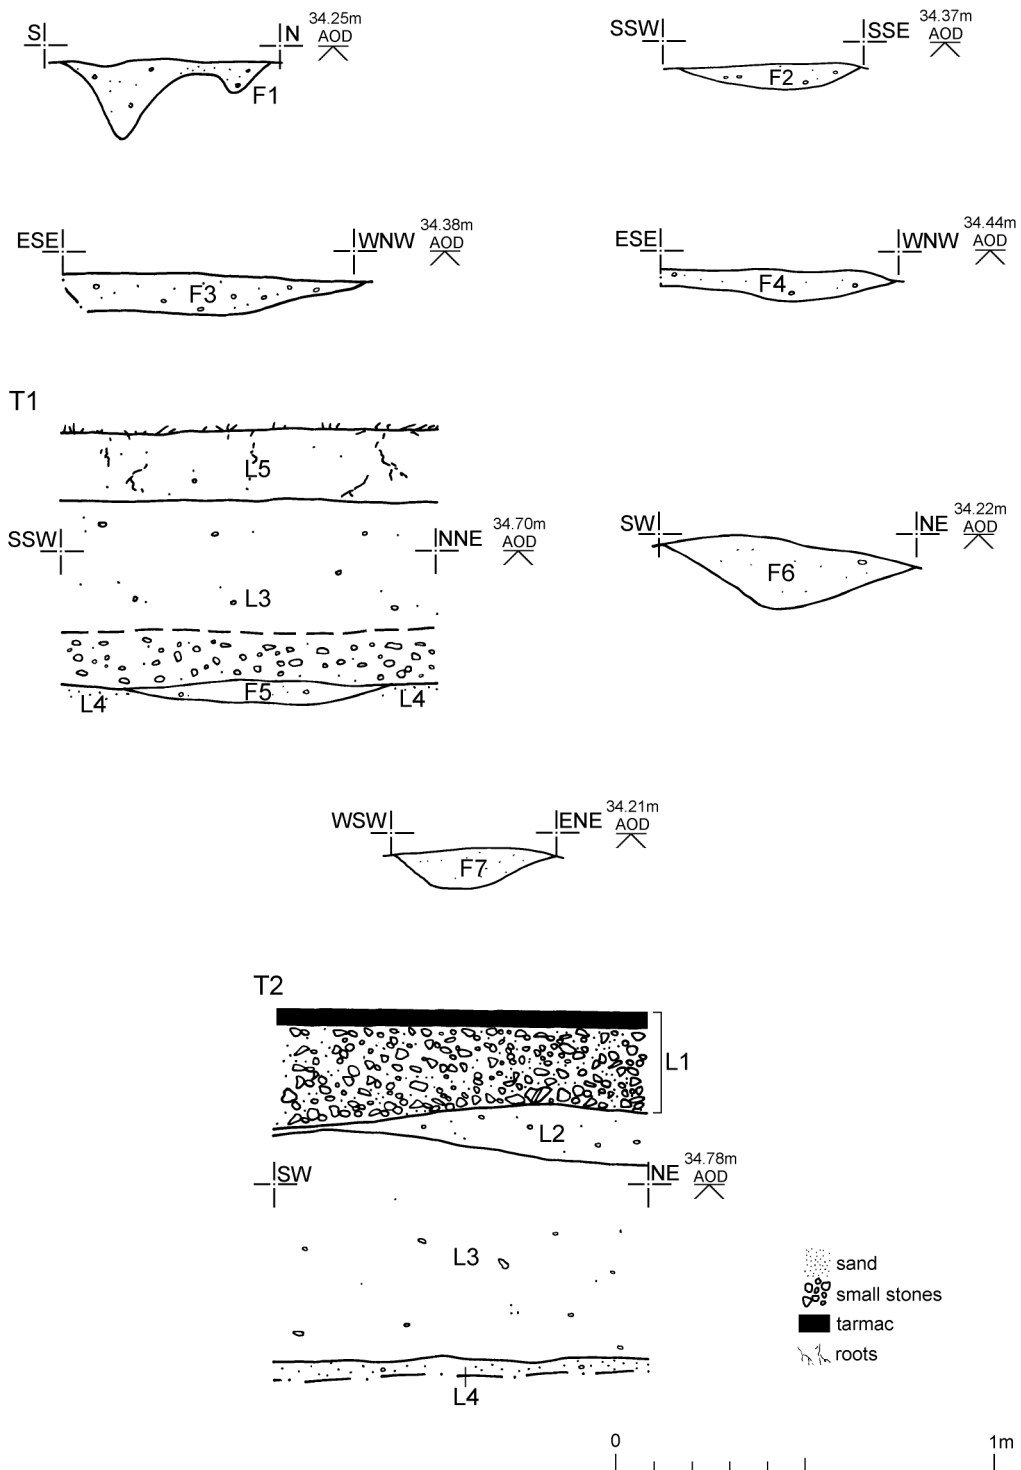 S
N
34.25m
AOD
F1
SSW
SSE
34.37m
AOD
F2
ESE
WNW
34.38m
AOD
F3
ESE
WNW
34.44m
AOD
F4
T1
L5
SSW
NNE
34.70m
AOD
L3
F5
L4
L4
SW
NE
34.22m
AOD
F6
WSW
ENE
34.21m
AOD
F7
T2
L1
L2
SW
NE
34.78m
AOD
L3
L4
sand
small stones
tarmac
roots
0
1m